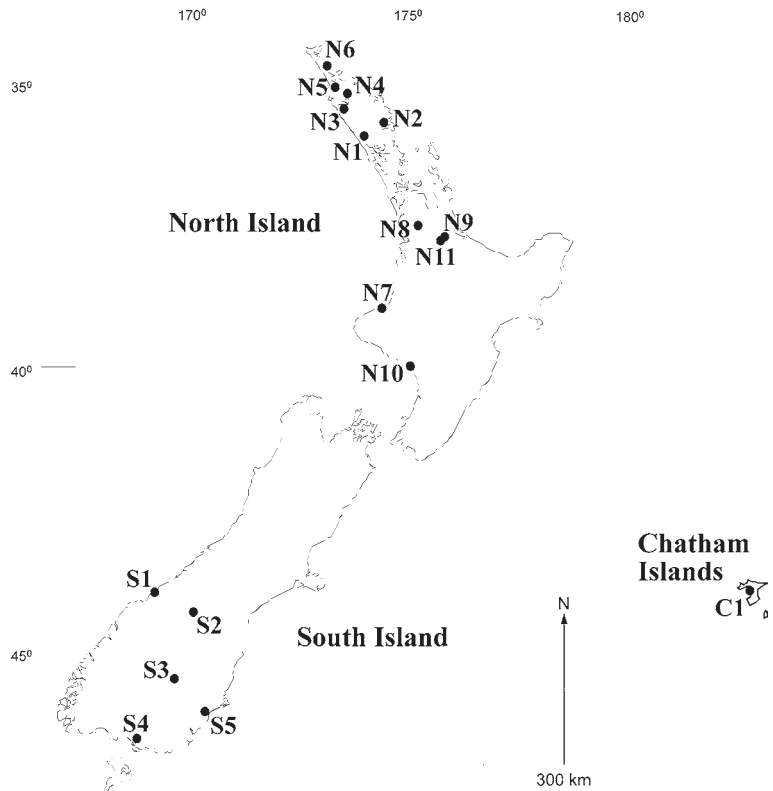 170⁰ 175⁰ 180⁰
N6
35⁰
N5 N4
N3 N2
N1
North Island
N8 N9
N11
N7
40⁰
N10
Chatham
Islands
S1
N
C1
S2
South Island
45⁰
S3
S4 S5
300 km